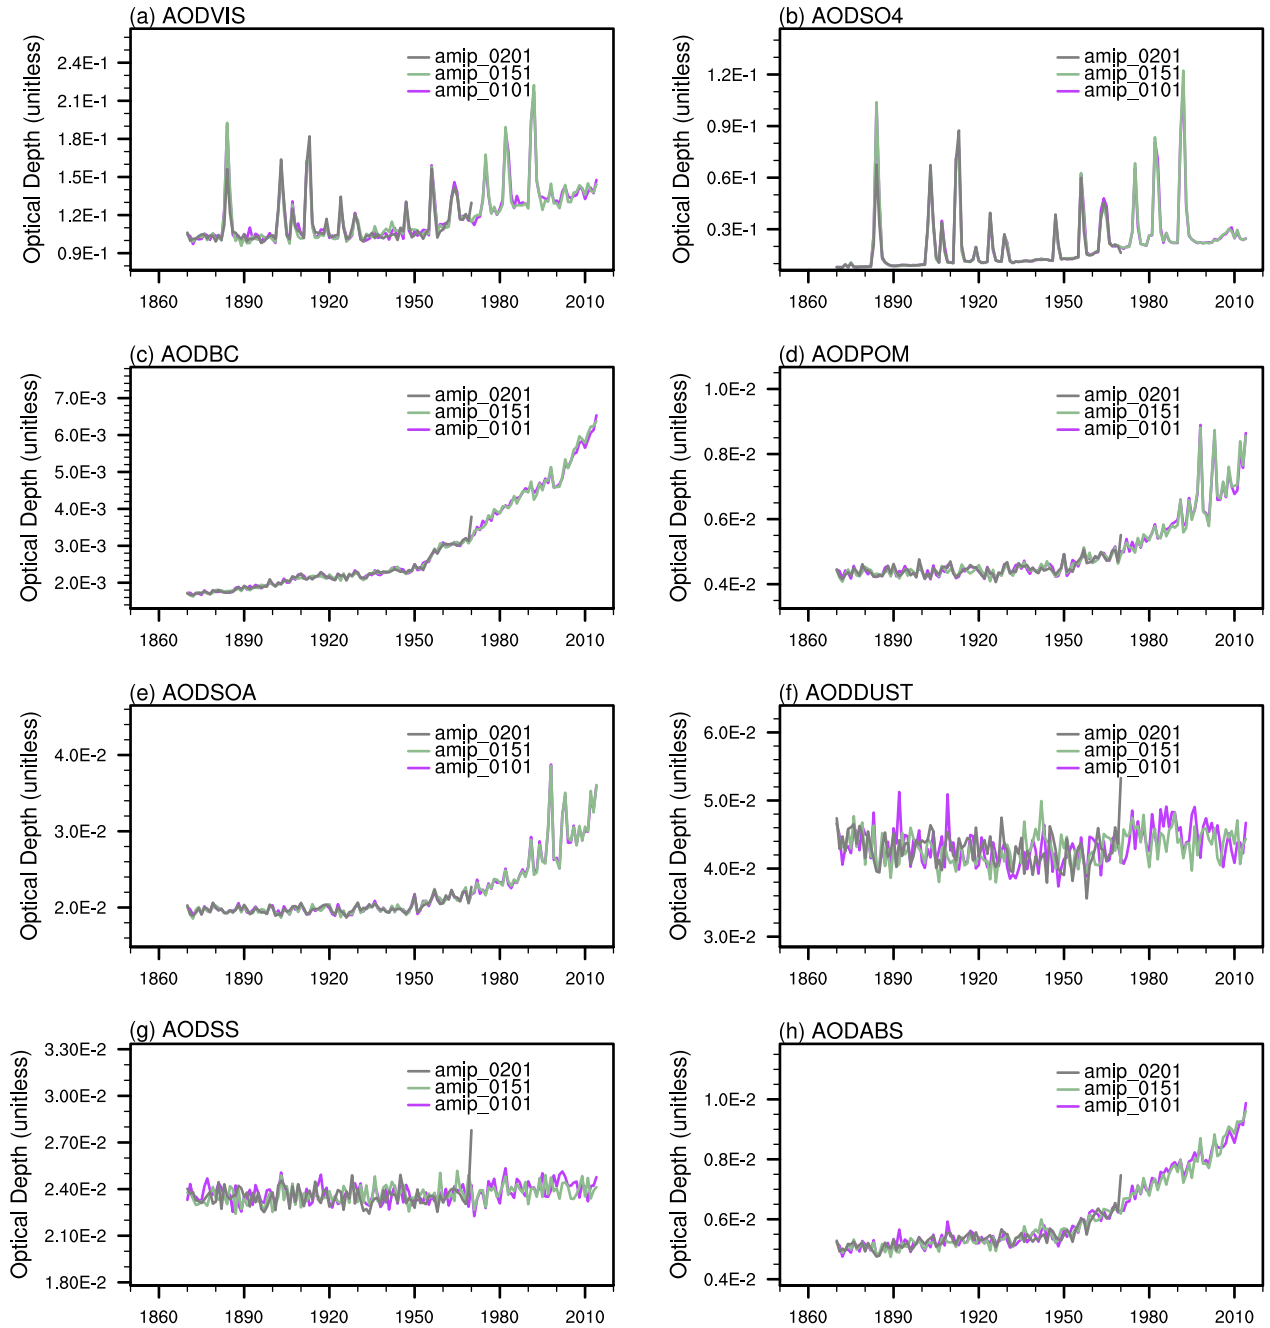 (a) AODVIS
Optical Depth (unitless)
2.4E-1
2.1E-1
1.8E-1
1.5E-1
1.2E-1
0.9E-1
amip_0201
amip_0151
amip_0101
1860 1890 1920 1950 1980 2010
(b) AODSO4
Optical Depth (unitless)
1.2E-1
0.9E-1
0.6E-1
0.3E-1
amip_0201
amip_0151
amip_0101
1860 1890 1920 1950 1980 2010
(c) AODBC
Optical Depth (unitless)
7.0E-3
6.0E-3
5.0E-3
4.0E-3
3.0E-3
2.0E-3
amip_0201
amip_0151
amip_0101
1860 1890 1920 1950 1980 2010
(d) AODPOM
Optical Depth (unitless)
1.0E-2
0.8E-2
0.6E-2
0.4E-2
amip_0201
amip_0151
amip_0101
1860 1890 1920 1950 1980 2010
(e) AODSOA
Optical Depth (unitless)
4.0E-2
3.0E-2
2.0E-2
amip_0201
amip_0151
amip_0101
1860 1890 1920 1950 1980 2010
(f) AODDUST
Optical Depth (unitless)
6.0E-2
5.0E-2
4.0E-2
3.0E-2
amip_0201
amip_0151
amip_0101
1860 1890 1920 1950 1980 2010
(g) AODSS
Optical Depth (unitless)
3.30E-2
3.00E-2
2.70E-2
2.40E-2
2.10E-2
1.80E-2
amip_0201
amip_0151
amip_0101
1860 1890 1920 1950 1980 2010
(h) AODABS
Optical Depth (unitless)
1.0E-2
0.8E-2
0.6E-2
0.4E-2
amip_0201
amip_0151
amip_0101
1860 1890 1920 1950 1980 2010